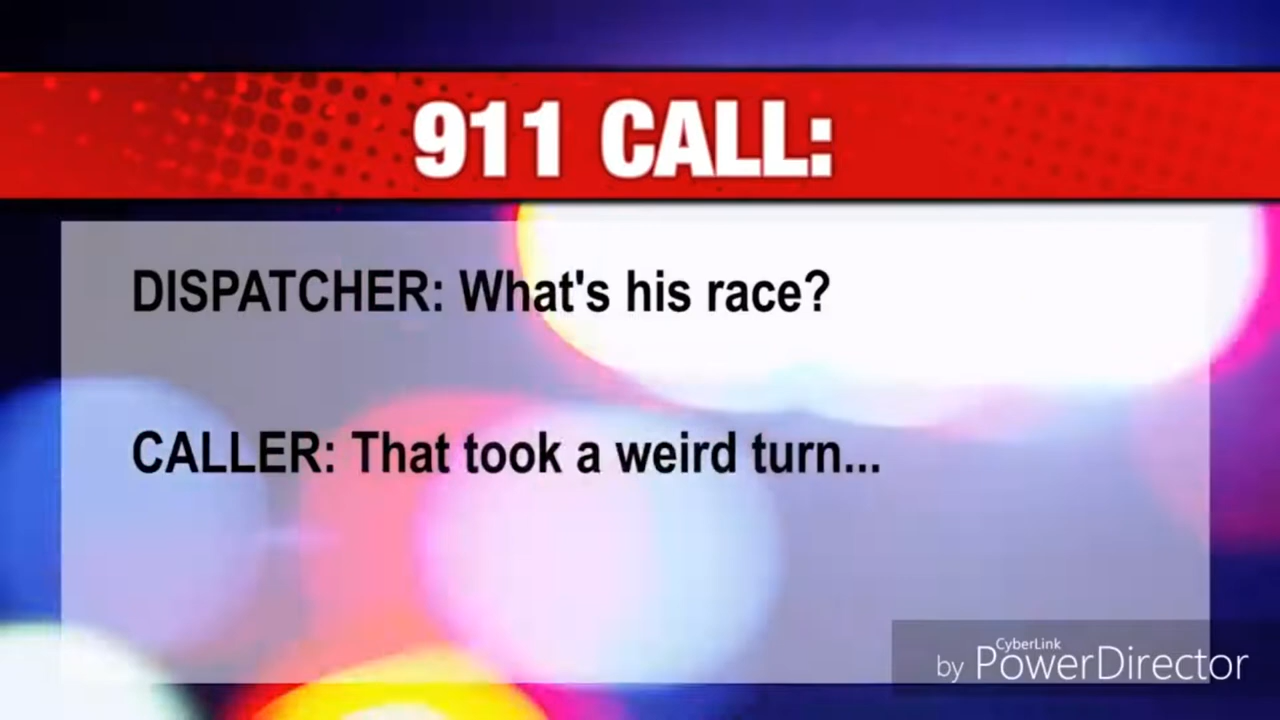 911 CALL:
DISPATCHER: What's his race?
CALLER: That took a weird turn...
CyberLink
by PowerDirector